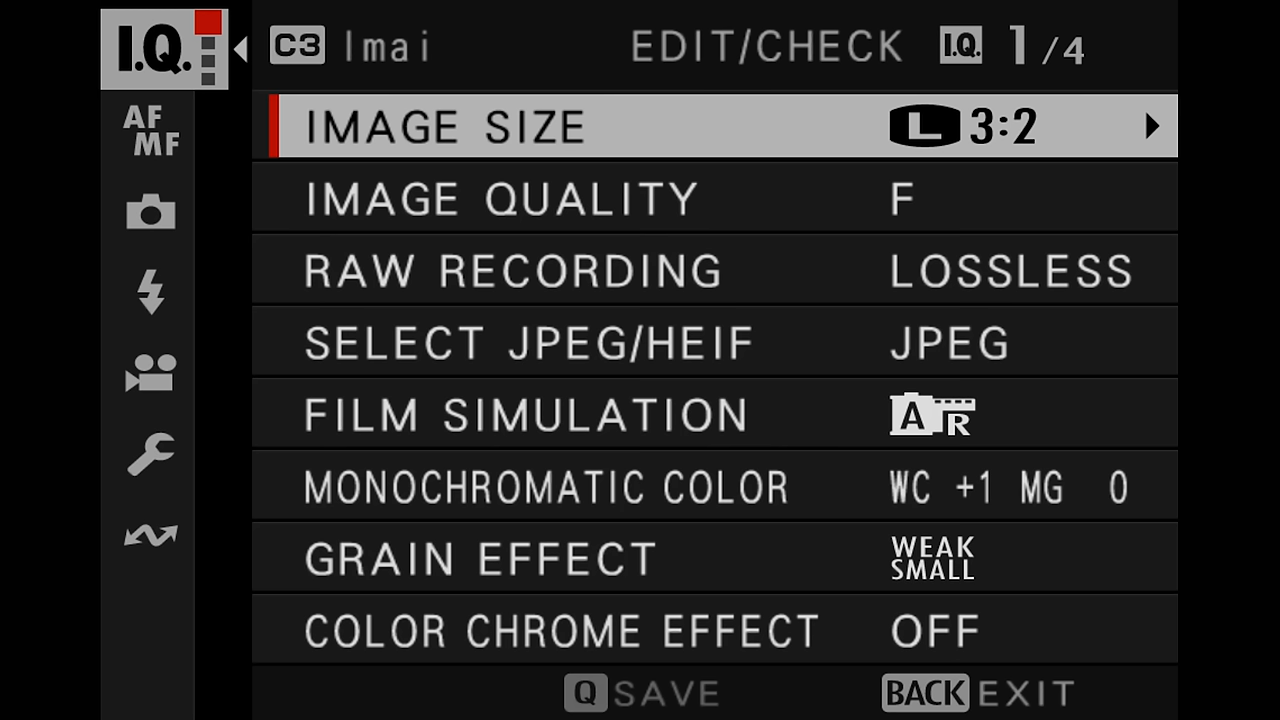 I.Q. C3 Imai EDIT/CHECK I.Q. 1/4
AF
MF
IMAGE SIZE L 3:2
IMAGE QUALITY F
RAW RECORDING LOSSLESS
SELECT JPEG/HEIF JPEG
FILM SIMULATION A R
MONOCHROMATIC COLOR WC +1 MG 0
GRAIN EFFECT WEAK SMALL
COLOR CHROME EFFECT OFF
Q SAVE BACK EXIT